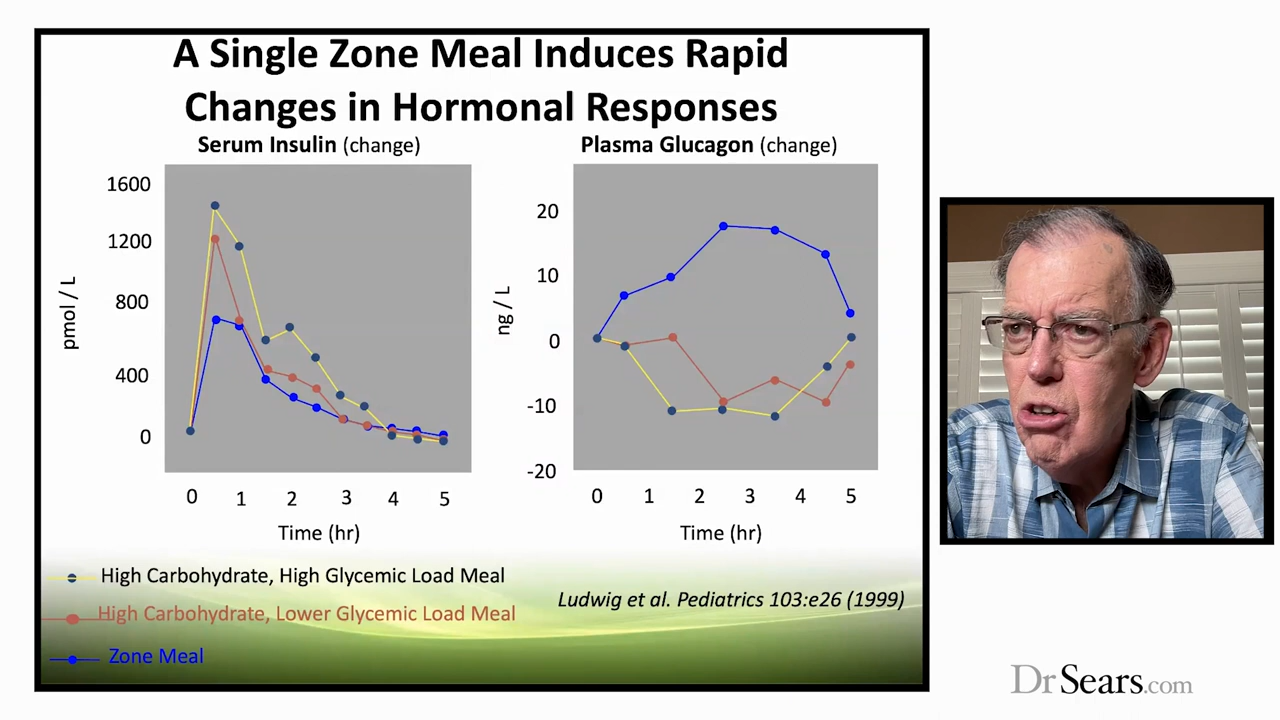 A Single Zone Meal Induces Rapid
Changes in Hormonal Responses
Serum Insulin (change)
1600
1200
800
400
0
pmol / L
0 1 2 3 4 5
Time (hr)
Plasma Glucagon (change)
20
10
0
-10
-20
ng / L
0 1 2 3 4 5
Time (hr)
High Carbohydrate, High Glycemic Load Meal
High Carbohydrate, Lower Glycemic Load Meal
Zone Meal
Ludwig et al. Pediatrics 103:e26 (1999)
DrSears.com